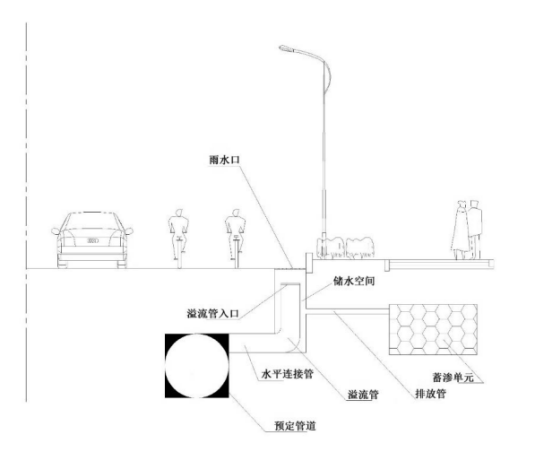 雨水口
储水空间
溢流管入口
水平连接管
蓄渗单元
溢流管
排放管
预定管道